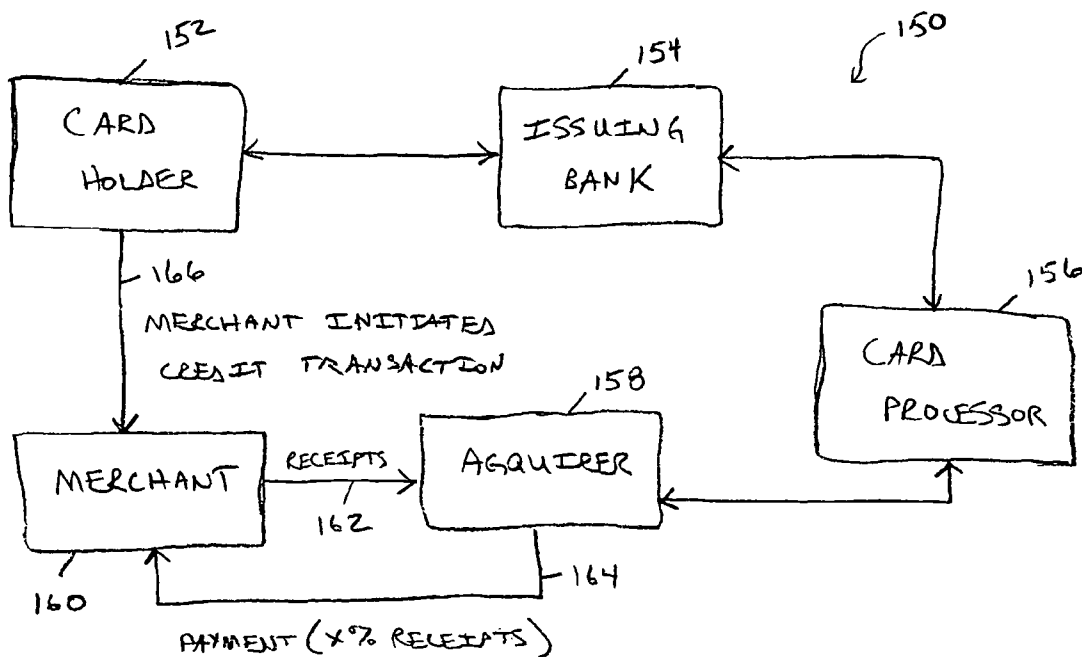 152
154
150
CARD
HOLDER
ISSUING
BANK
166
156
MERCHANT INITIATED
CREDIT TRANSACTION
CARD
PROCESSOR
158
MERCHANT
RECEIPTS
AGQUIRER
162
160
164
PAYMENT (X% RECEIPTS)